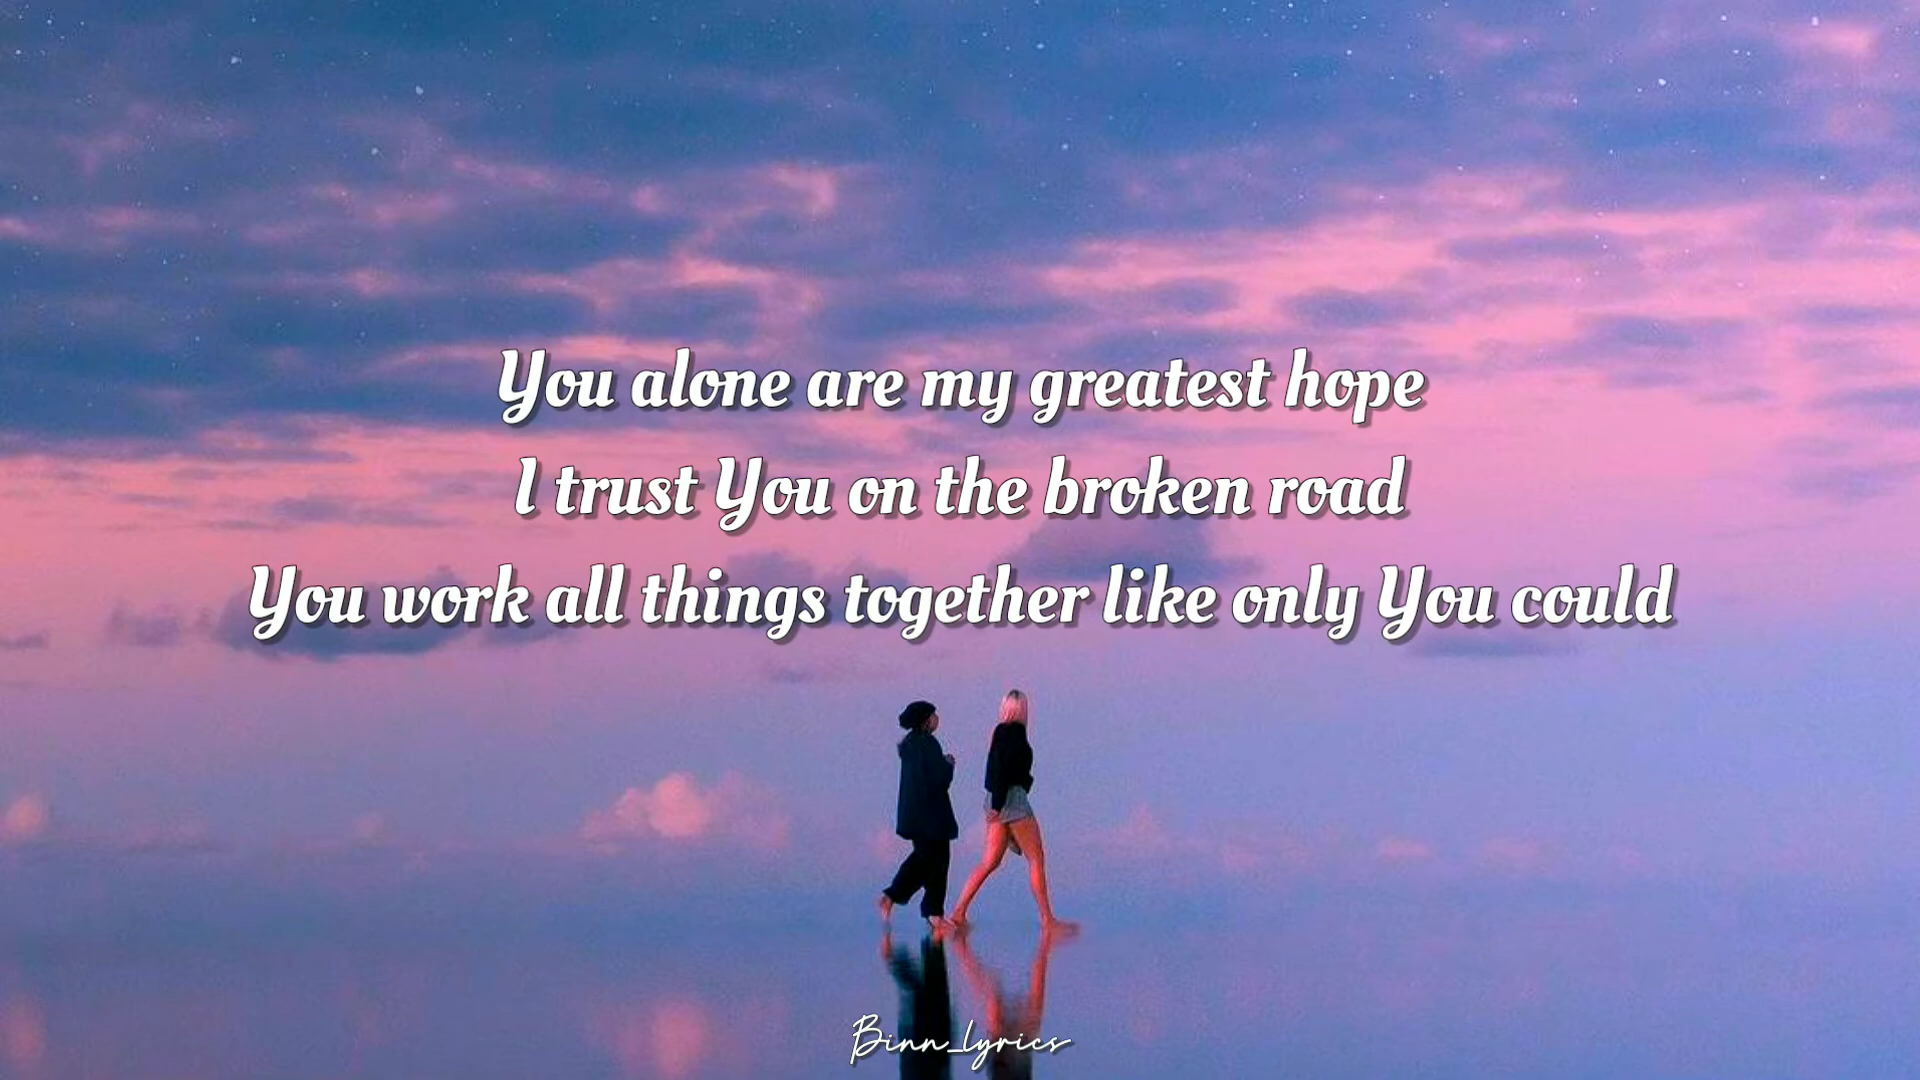 You alone are my greatest hope
I trust You on the broken road
You work all things together like only You could
Binn_lyrics